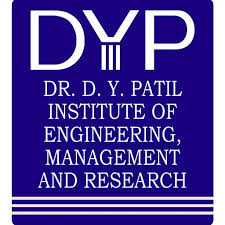 DYP
DR. D. Y. PATIL
INSTITUTE OF
ENGINEERING,
MANAGEMENT
AND RESEARCH